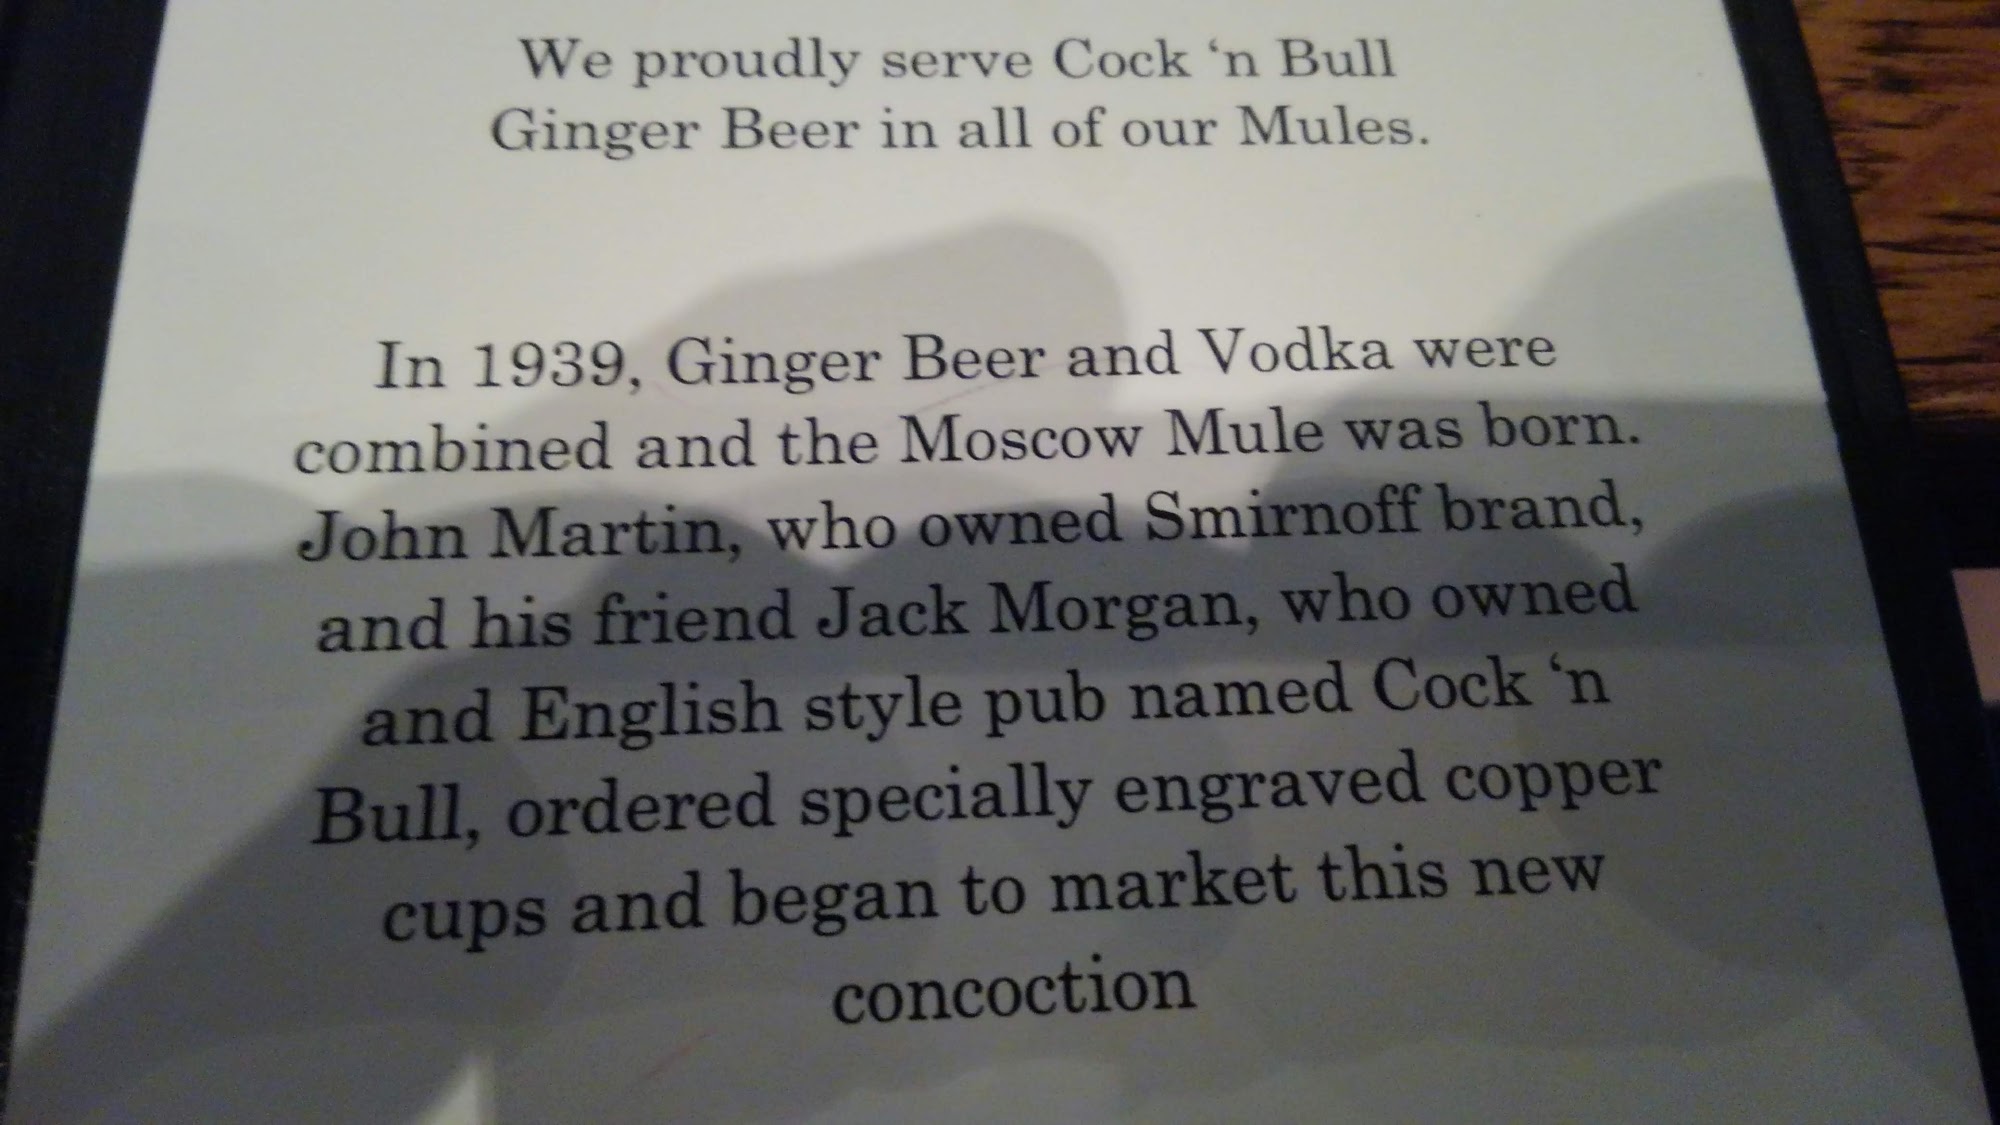 We proudly serve Cock ‘n Bull
Ginger Beer in all of our Mules.
In 1939, Ginger Beer and Vodka were
combined and the Moscow Mule was born.
John Martin, who owned Smirnoff brand,
and his friend Jack Morgan, who owned
and English style pub named Cock ‘n
Bull, ordered specially engraved copper
cups and began to market this new
concoction